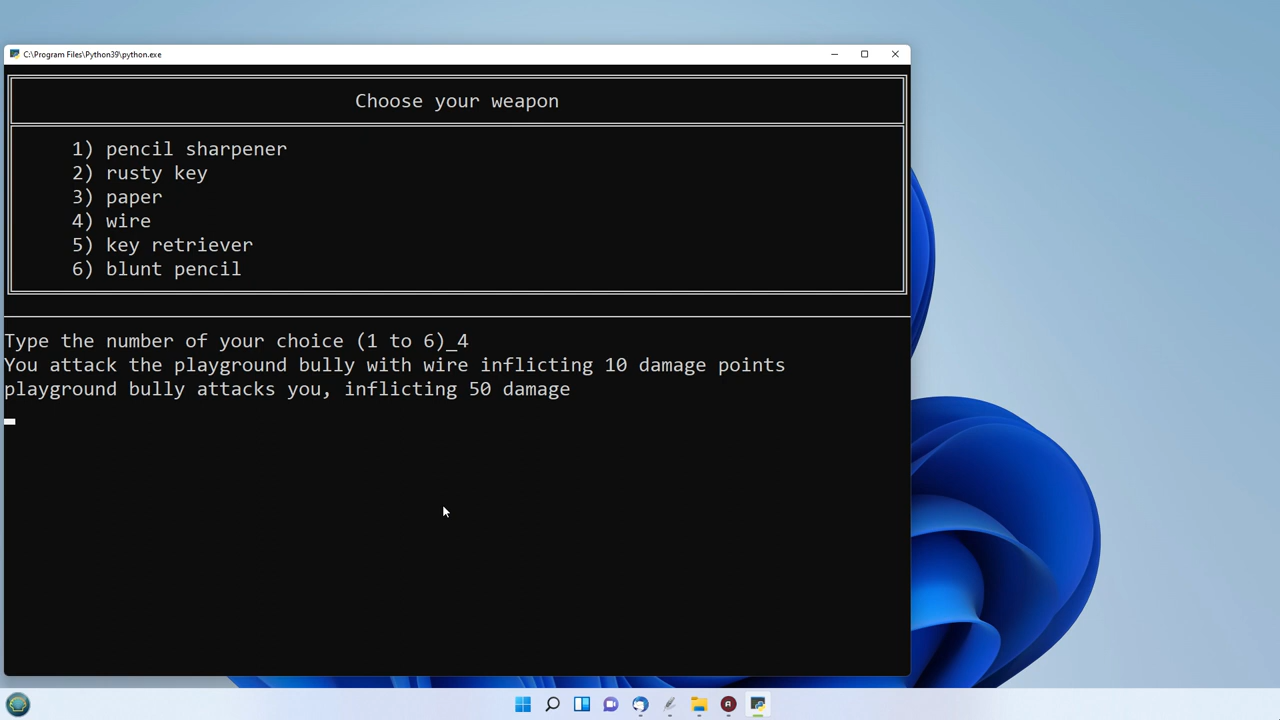 C:\Program Files\Python39\python.exe
Choose your weapon
1) pencil sharpener
2) rusty key
3) paper
4) wire
5) key retriever
6) blunt pencil
Type the number of your choice (1 to 6)_4
You attack the playground bully with wire inflicting 10 damage points
playground bully attacks you, inflicting 50 damage